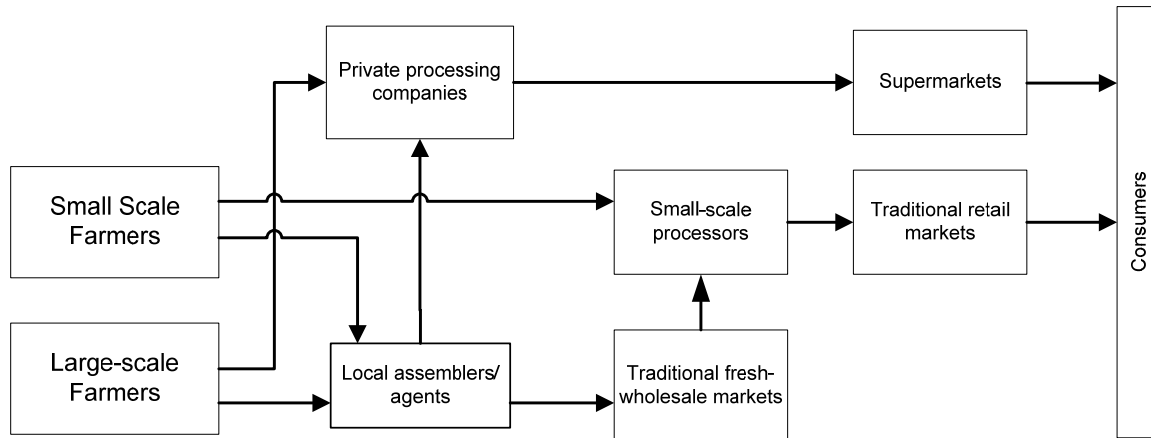 Private processing
companies
Supermarkets
Small Scale
Farmers
Small-scale
processors
Traditional retail
markets
Consumers
Large-scale
Farmers
Local assemblers/
agents
Traditional fresh-
wholesale markets